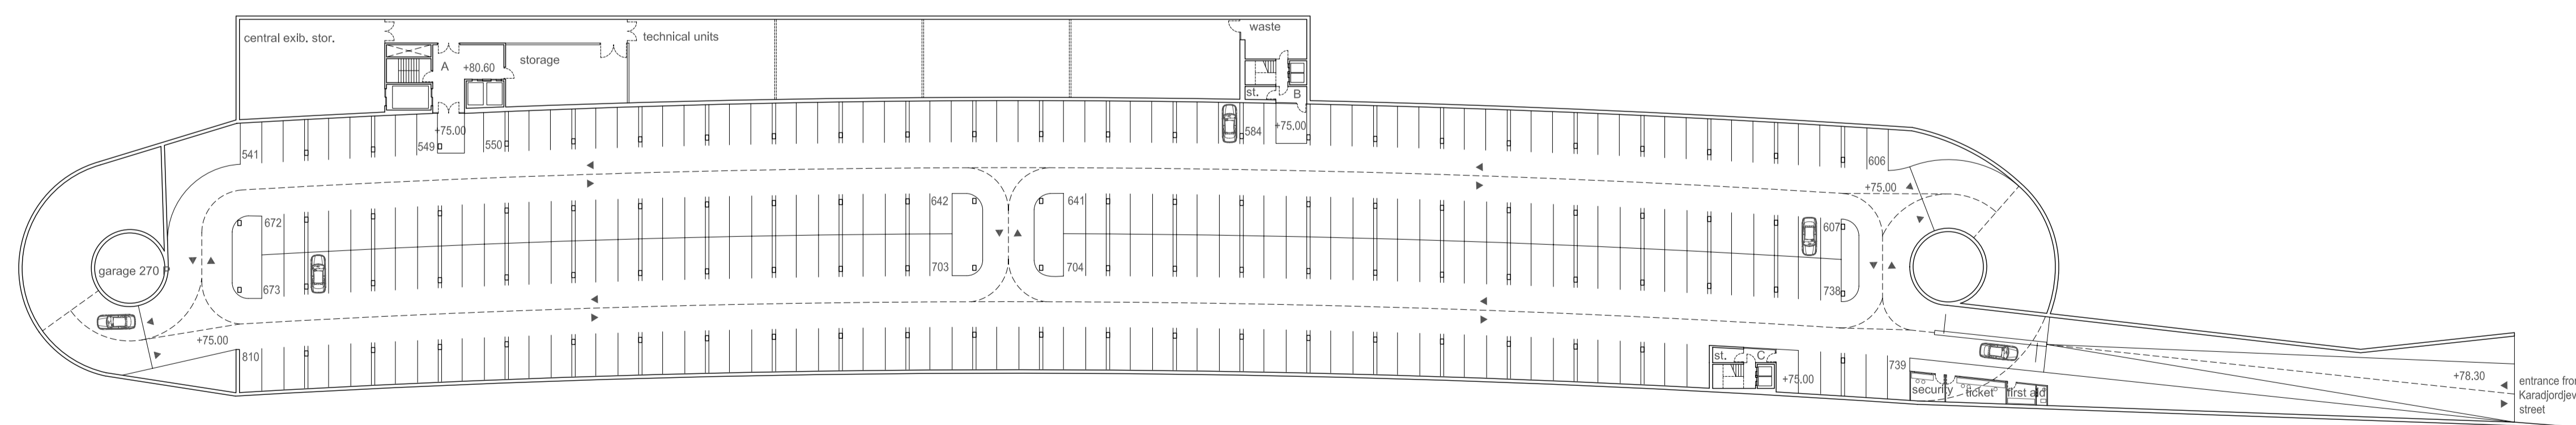 waste
central exib. stor.
technical units
A
+80.60
storage
st.
B
+75.00
549
550
584
+75.00
541
606
+75.00
642
641
672
607
703
704
garage 270 P
673
738
+75.00
810
st.
C
739
+75.00
+78.30
security
ticket
first aid
entrance
street